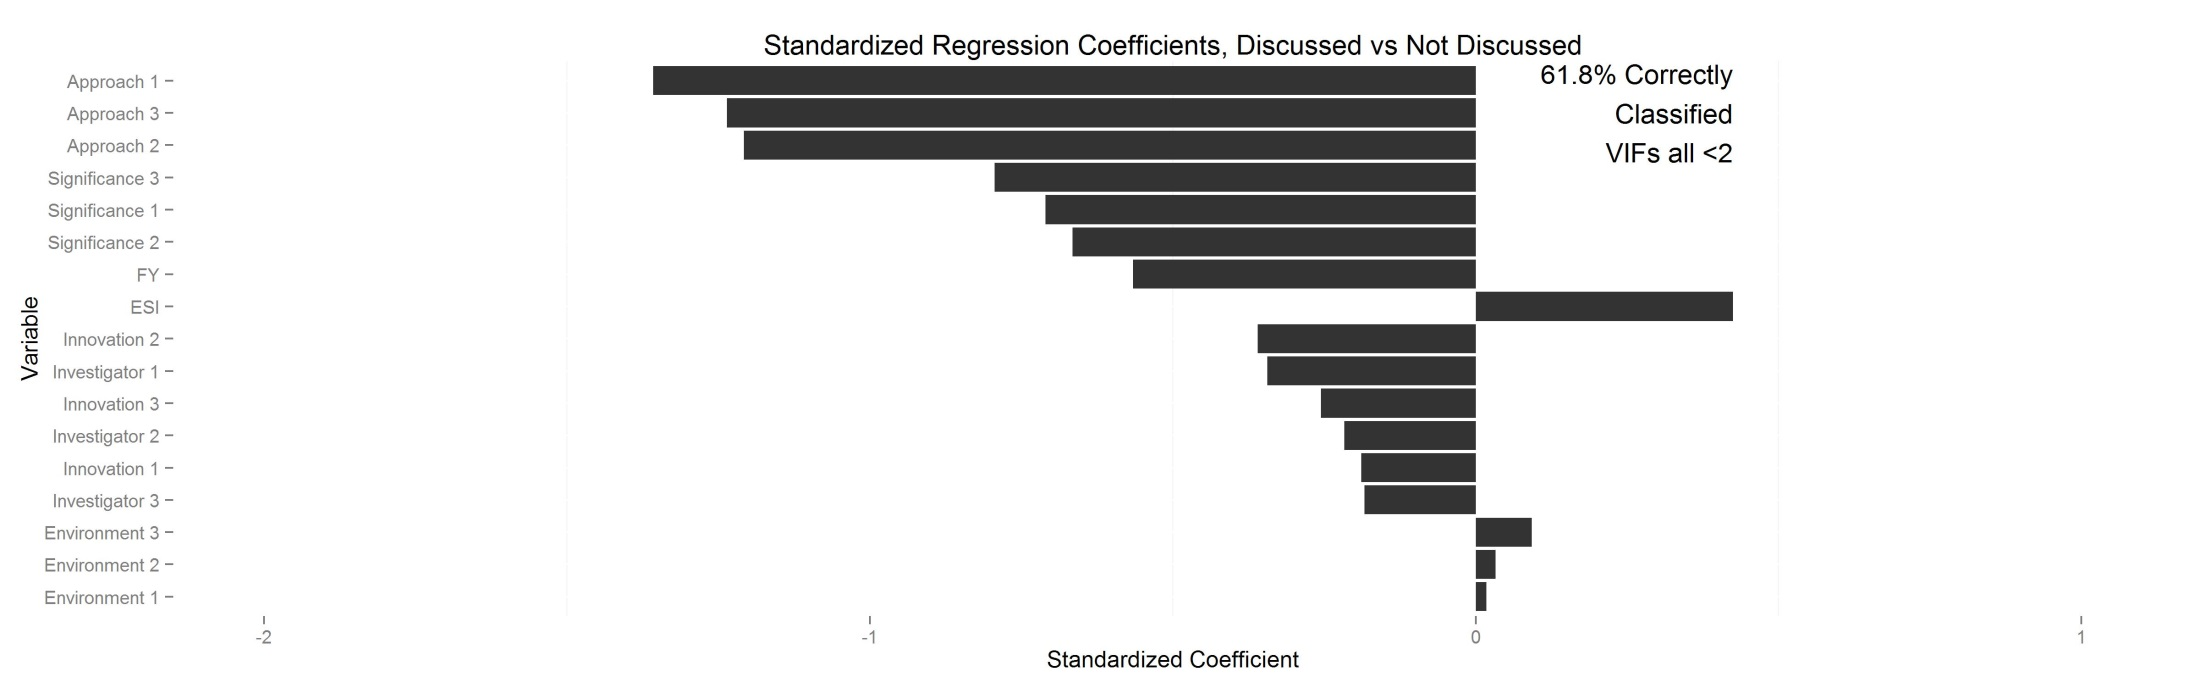 Standardized Regression Coefficients, Discussed vs Not Discussed
61.8% Correctly
Classified
VIFs all <2
Variable
Approach 1
Approach 3
Approach 2
Significance 3
Significance 1
Significance 2
FY
ESI
Innovation 2
Investigator 1
Innovation 3
Investigator 2
Innovation 1
Investigator 3
Environment 3
Environment 2
Environment 1
-2 -1 0 1
Standardized Coefficient